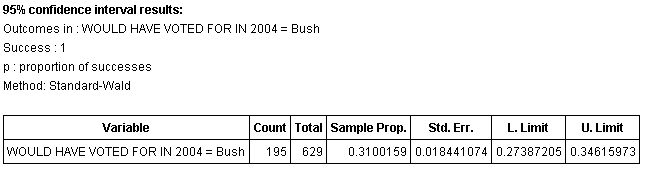 95% confidence interval results:
Outcomes in : WOULD HAVE VOTED FOR IN 2004 = Bush
Success : 1
p : proportion of successes
Method: Standard-Wald
Variable Count Total Sample Prop. Std. Err. L. Limit U. Limit
WOULD HAVE VOTED FOR IN 2004 = Bush 195 629 0.3100159 0.018441074 0.27387205 0.34615973